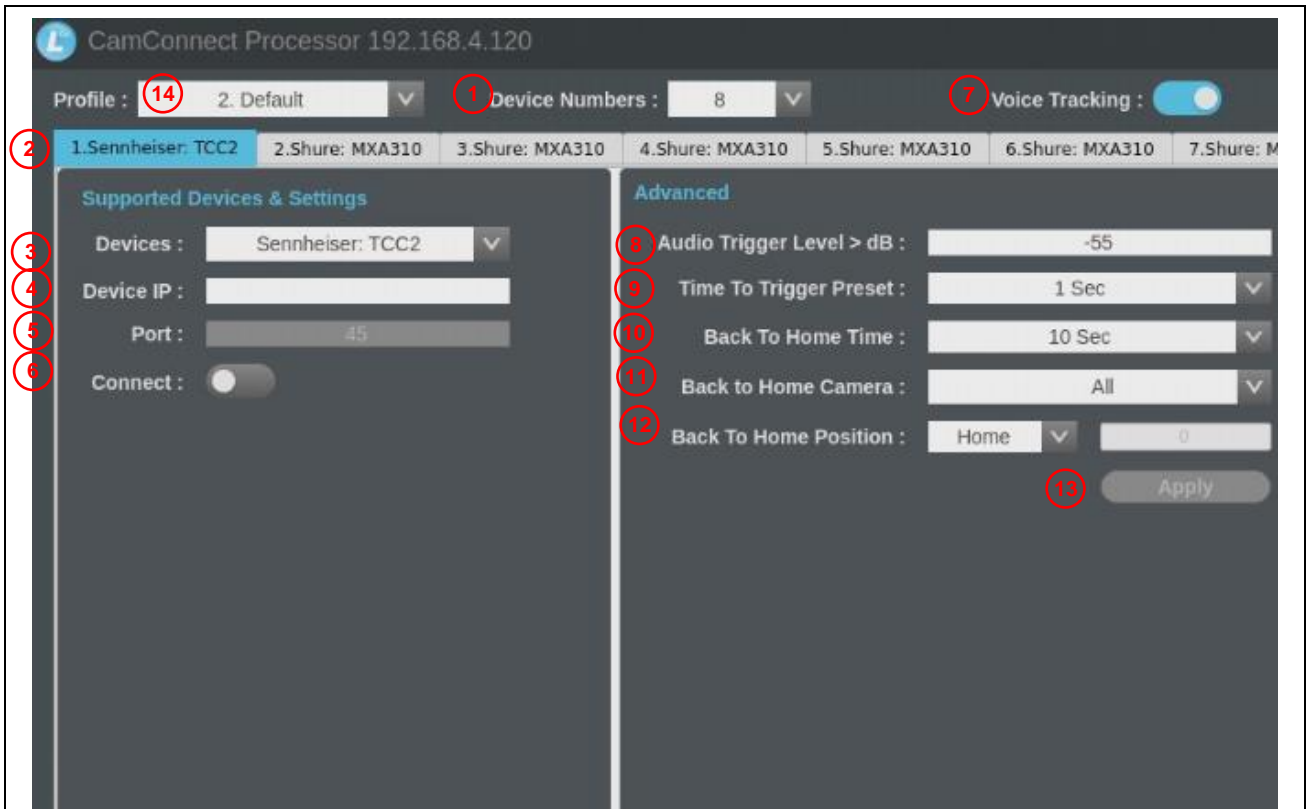 CamConnect Processor 192.168.4.120
Profile : 14 2. Default 1 Device Numbers : 8 7 Voice Tracking :
2 1.Sennheiser: TCC2 2.Shure: MXA310 3.Shure: MXA310 4.Shure: MXA310 5.Shure: MXA310 6.Shure: MXA310 7.Shure: M
Supported Devices & Settings
3 Devices : Sennheiser: TCC2
4 Device IP :
5 Port : 45
6 Connect :
Advanced
8 Audio Trigger Level > dB : -55
9 Time To Trigger Preset : 1 Sec
10 Back To Home Time : 10 Sec
11 Back to Home Camera : All
12 Back To Home Position : Home 0
13 Apply